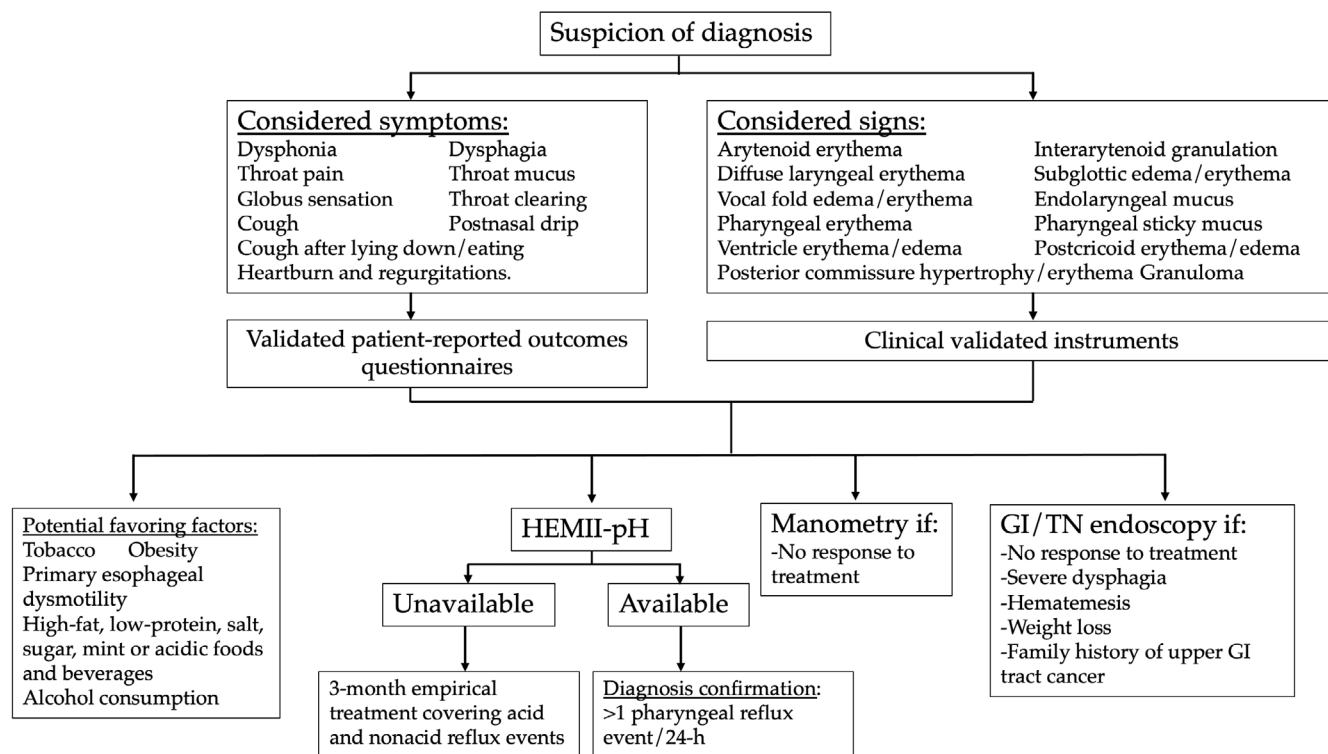 Suspicion of diagnosis
Considered symptoms:
Dysphonia Dysphagia
Throat pain Throat mucus
Globus sensation Throat clearing
Cough Postnasal drip
Cough after lying down/eating
Heartburn and regurgitations.
Considered signs:
Arytenoid erythema Interarytenoid granulation
Diffuse laryngeal erythema Subglottic edema/erythema
Vocal fold edema/erythema Endolaryngeal mucus
Pharyngeal erythema Pharyngeal sticky mucus
Ventricle erythema/edema Postcricoid erythema/edema
Posterior commissure hypertrophy/erythema Granuloma
Validated patient-reported outcomes
questionnaires
Clinical validated instruments
Potential favoring factors:
Tobacco Obesity
Primary esophageal
dysmotility
High-fat, low-protein, salt,
sugar, mint or acidic foods
and beverages
Alcohol consumption
HEMII-pH
Unavailable
Available
3-month empirical
treatment covering acid
and nonacid reflux events
Diagnosis confirmation:
>1 pharyngeal reflux
event/24-h
Manometry if:
-No response to
treatment
GI/TN endoscopy if:
-No response to treatment
-Severe dysphagia
-Hematemesis
-Weight loss
-Family history of upper GI
tract cancer